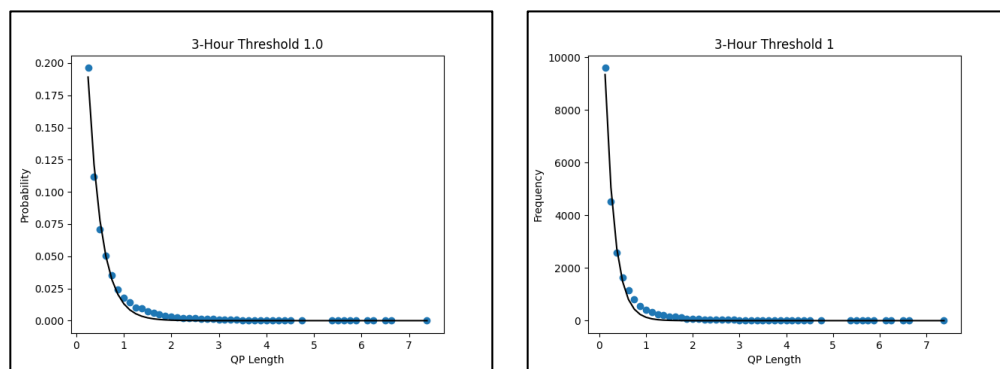 3-Hour Threshold 1.0
0.200
0.175
0.150
0.125
0.100
0.075
0.050
0.025
0.000
Probability
0 1 2 3 4 5 6 7
QP Length
3-Hour Threshold 1
10000
8000
6000
4000
2000
0
Frequency
0 1 2 3 4 5 6 7
QP Length